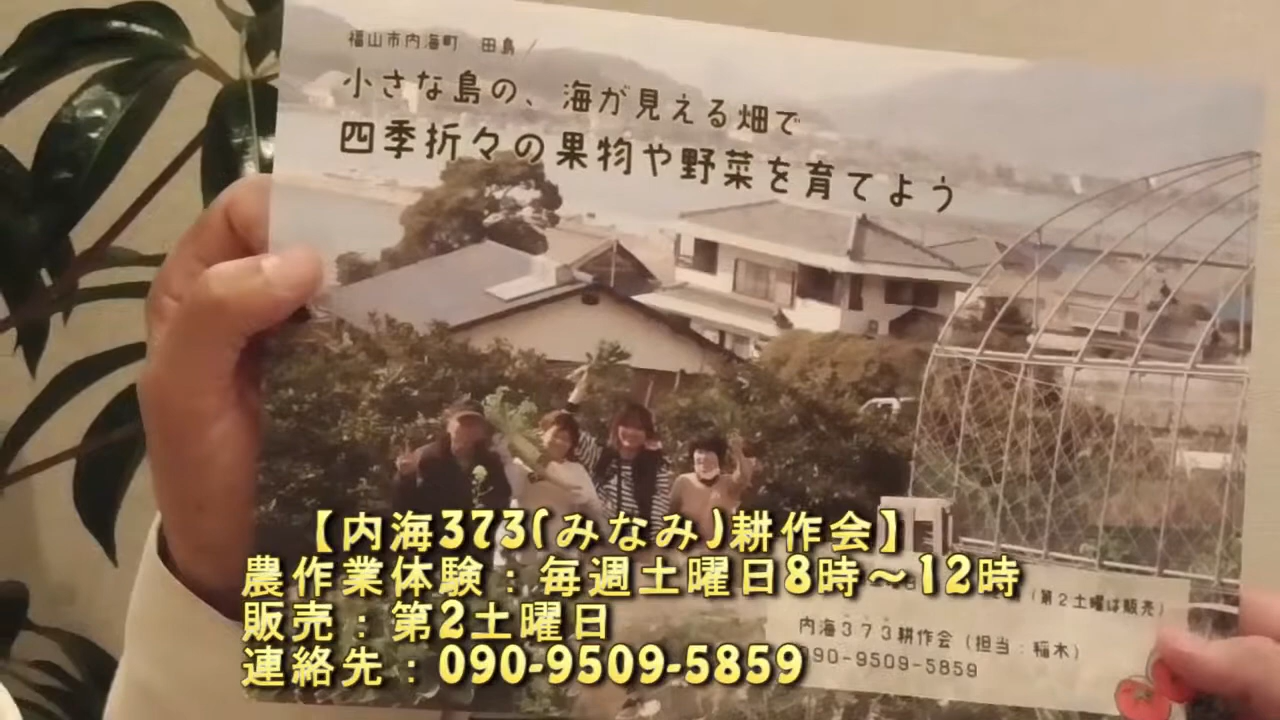 福山市内海町 田島
小さな島の、海が見える畑で
四季折々の果物や野菜を育てよう
【内海373(みなみ)耕作会】
農作業体験：毎週土曜日8時～12時
(第2土曜は販売)
販売：第2土曜日
内海373耕作会(担当：稲木)
連絡先：090-9509-5859
090-9509-5859